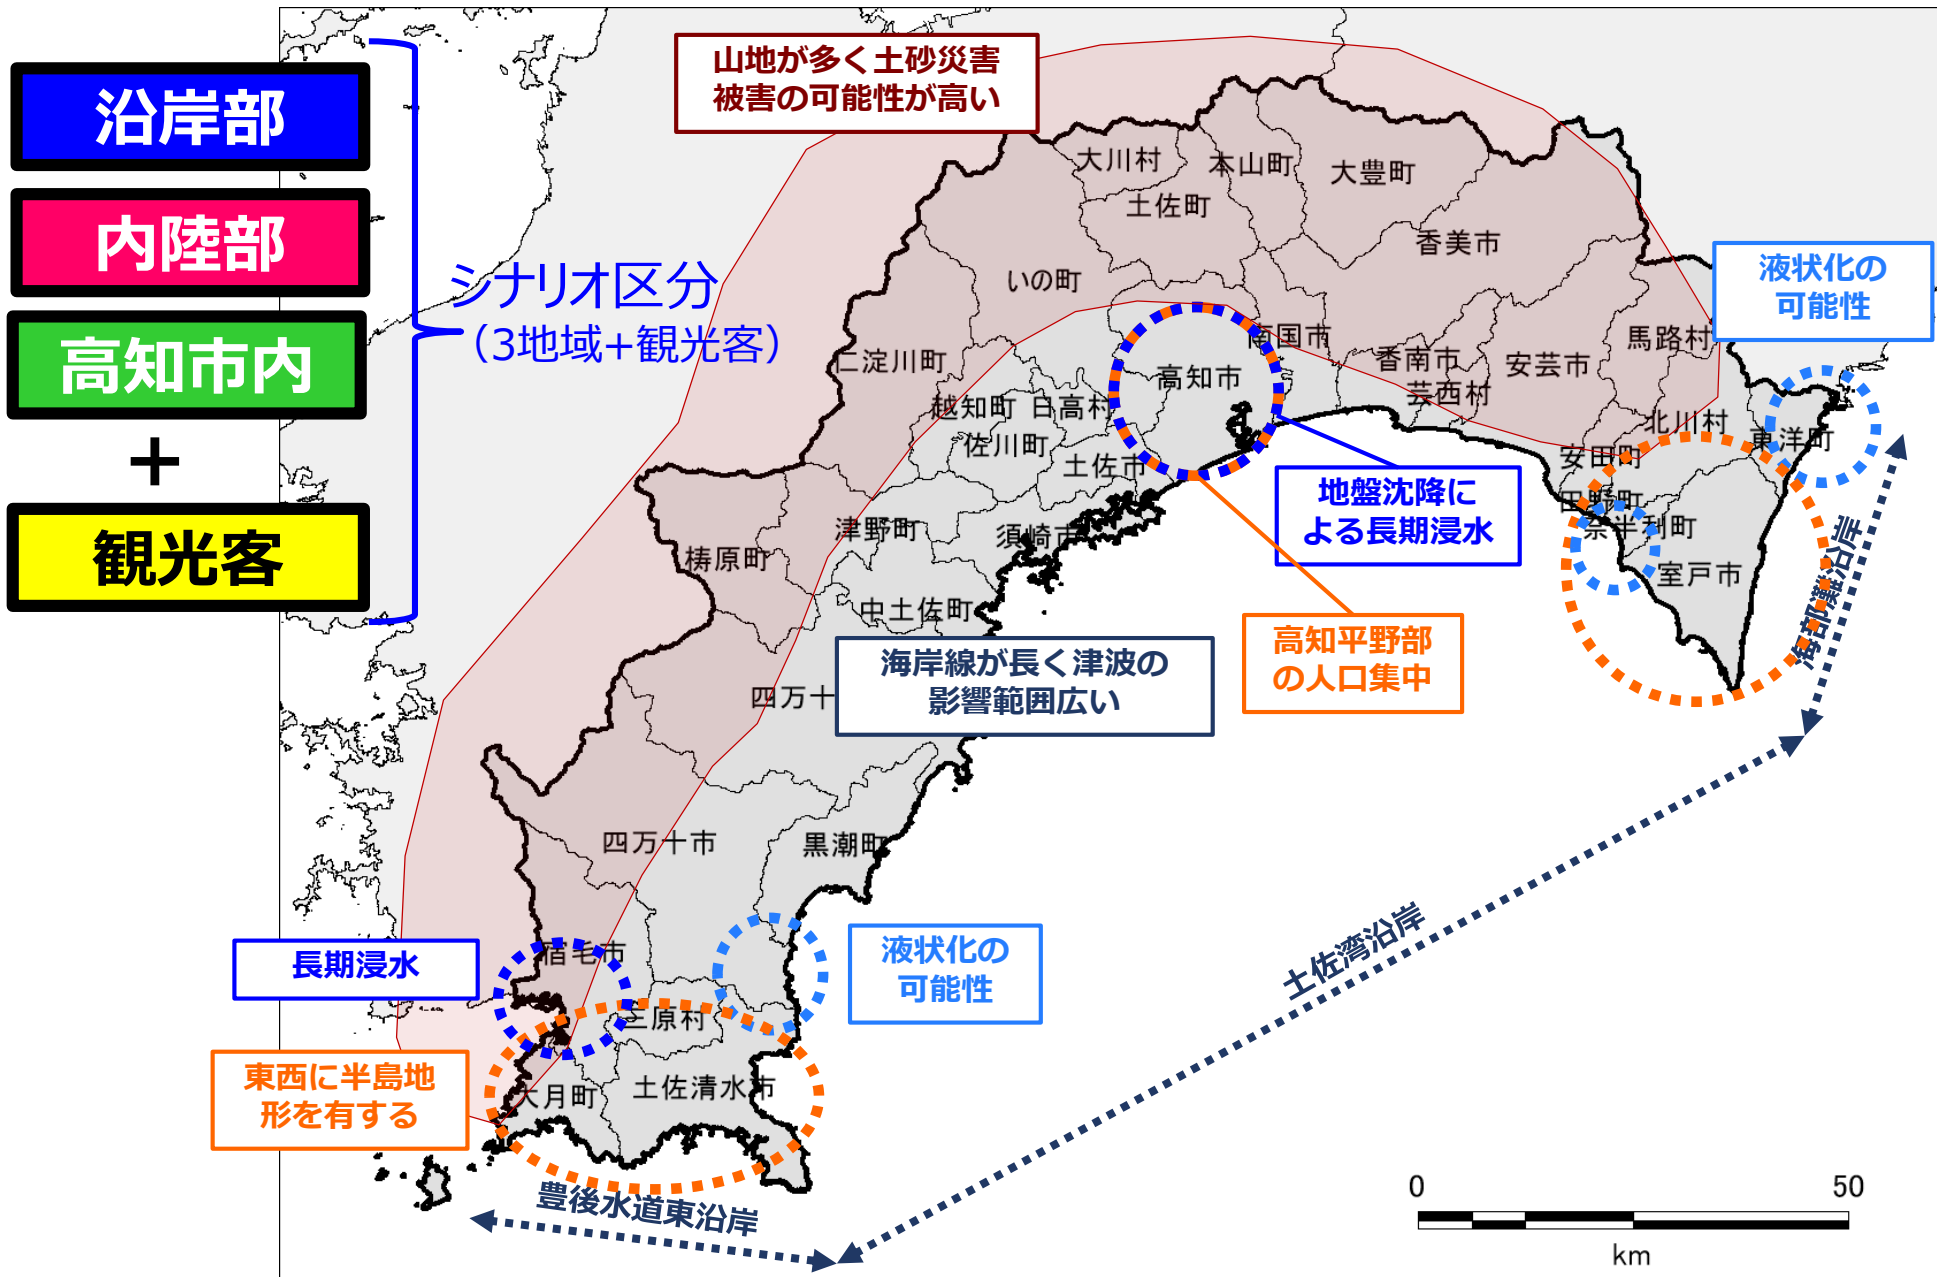 沿岸部
内陸部
高知市内
+
観光客
シナリオ区分
（3地域+観光客）
山地が多く土砂災害
被害の可能性が高い
大川村
本山町
大豊町
土佐町
香美市
いの町
液状化の
可能性
南国市
馬路村
仁淀川町
高知市
香南市
安芸市
芸西村
越知町
日高村
北川村
東洋町
佐川町
土佐市
安田町
地盤沈降に
よる長期浸水
田野町
奈半利町
津野町
須崎市
梼原町
室戸市
海部灘沿岸
中土佐町
高知平野部
の人口集中
海岸線が長く津波の
影響範囲広い
四万十
四万十市
黒潮町
土佐湾沿岸
液状化の
可能性
長期浸水
宿毛市
三原村
東西に半島地
形を有する
大月町
土佐清水市
豊後水道東沿岸
0
50
km